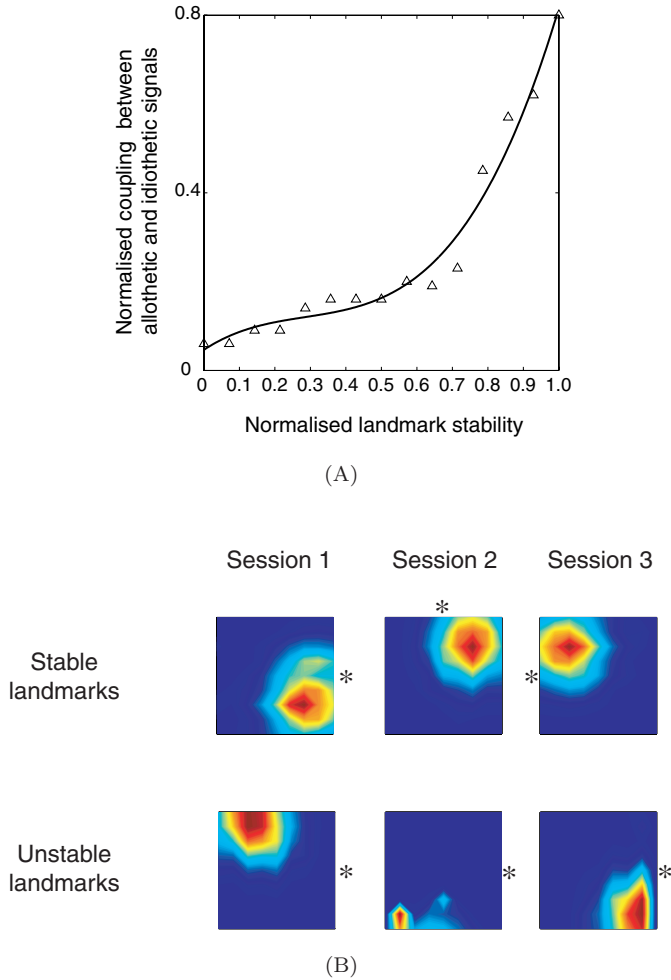 Normalised coupling between
allothetic and idiothetic signals
0.8
0.4
0
0 0.1 0.2 0.3 0.4 0.5 0.6 0.7 0.8 0.9 1.0
Normalised landmark stability
(A)
Session 1 Session 2 Session 3
*
Stable
landmarks
* *
Unstable
landmarks
* * *
(B)